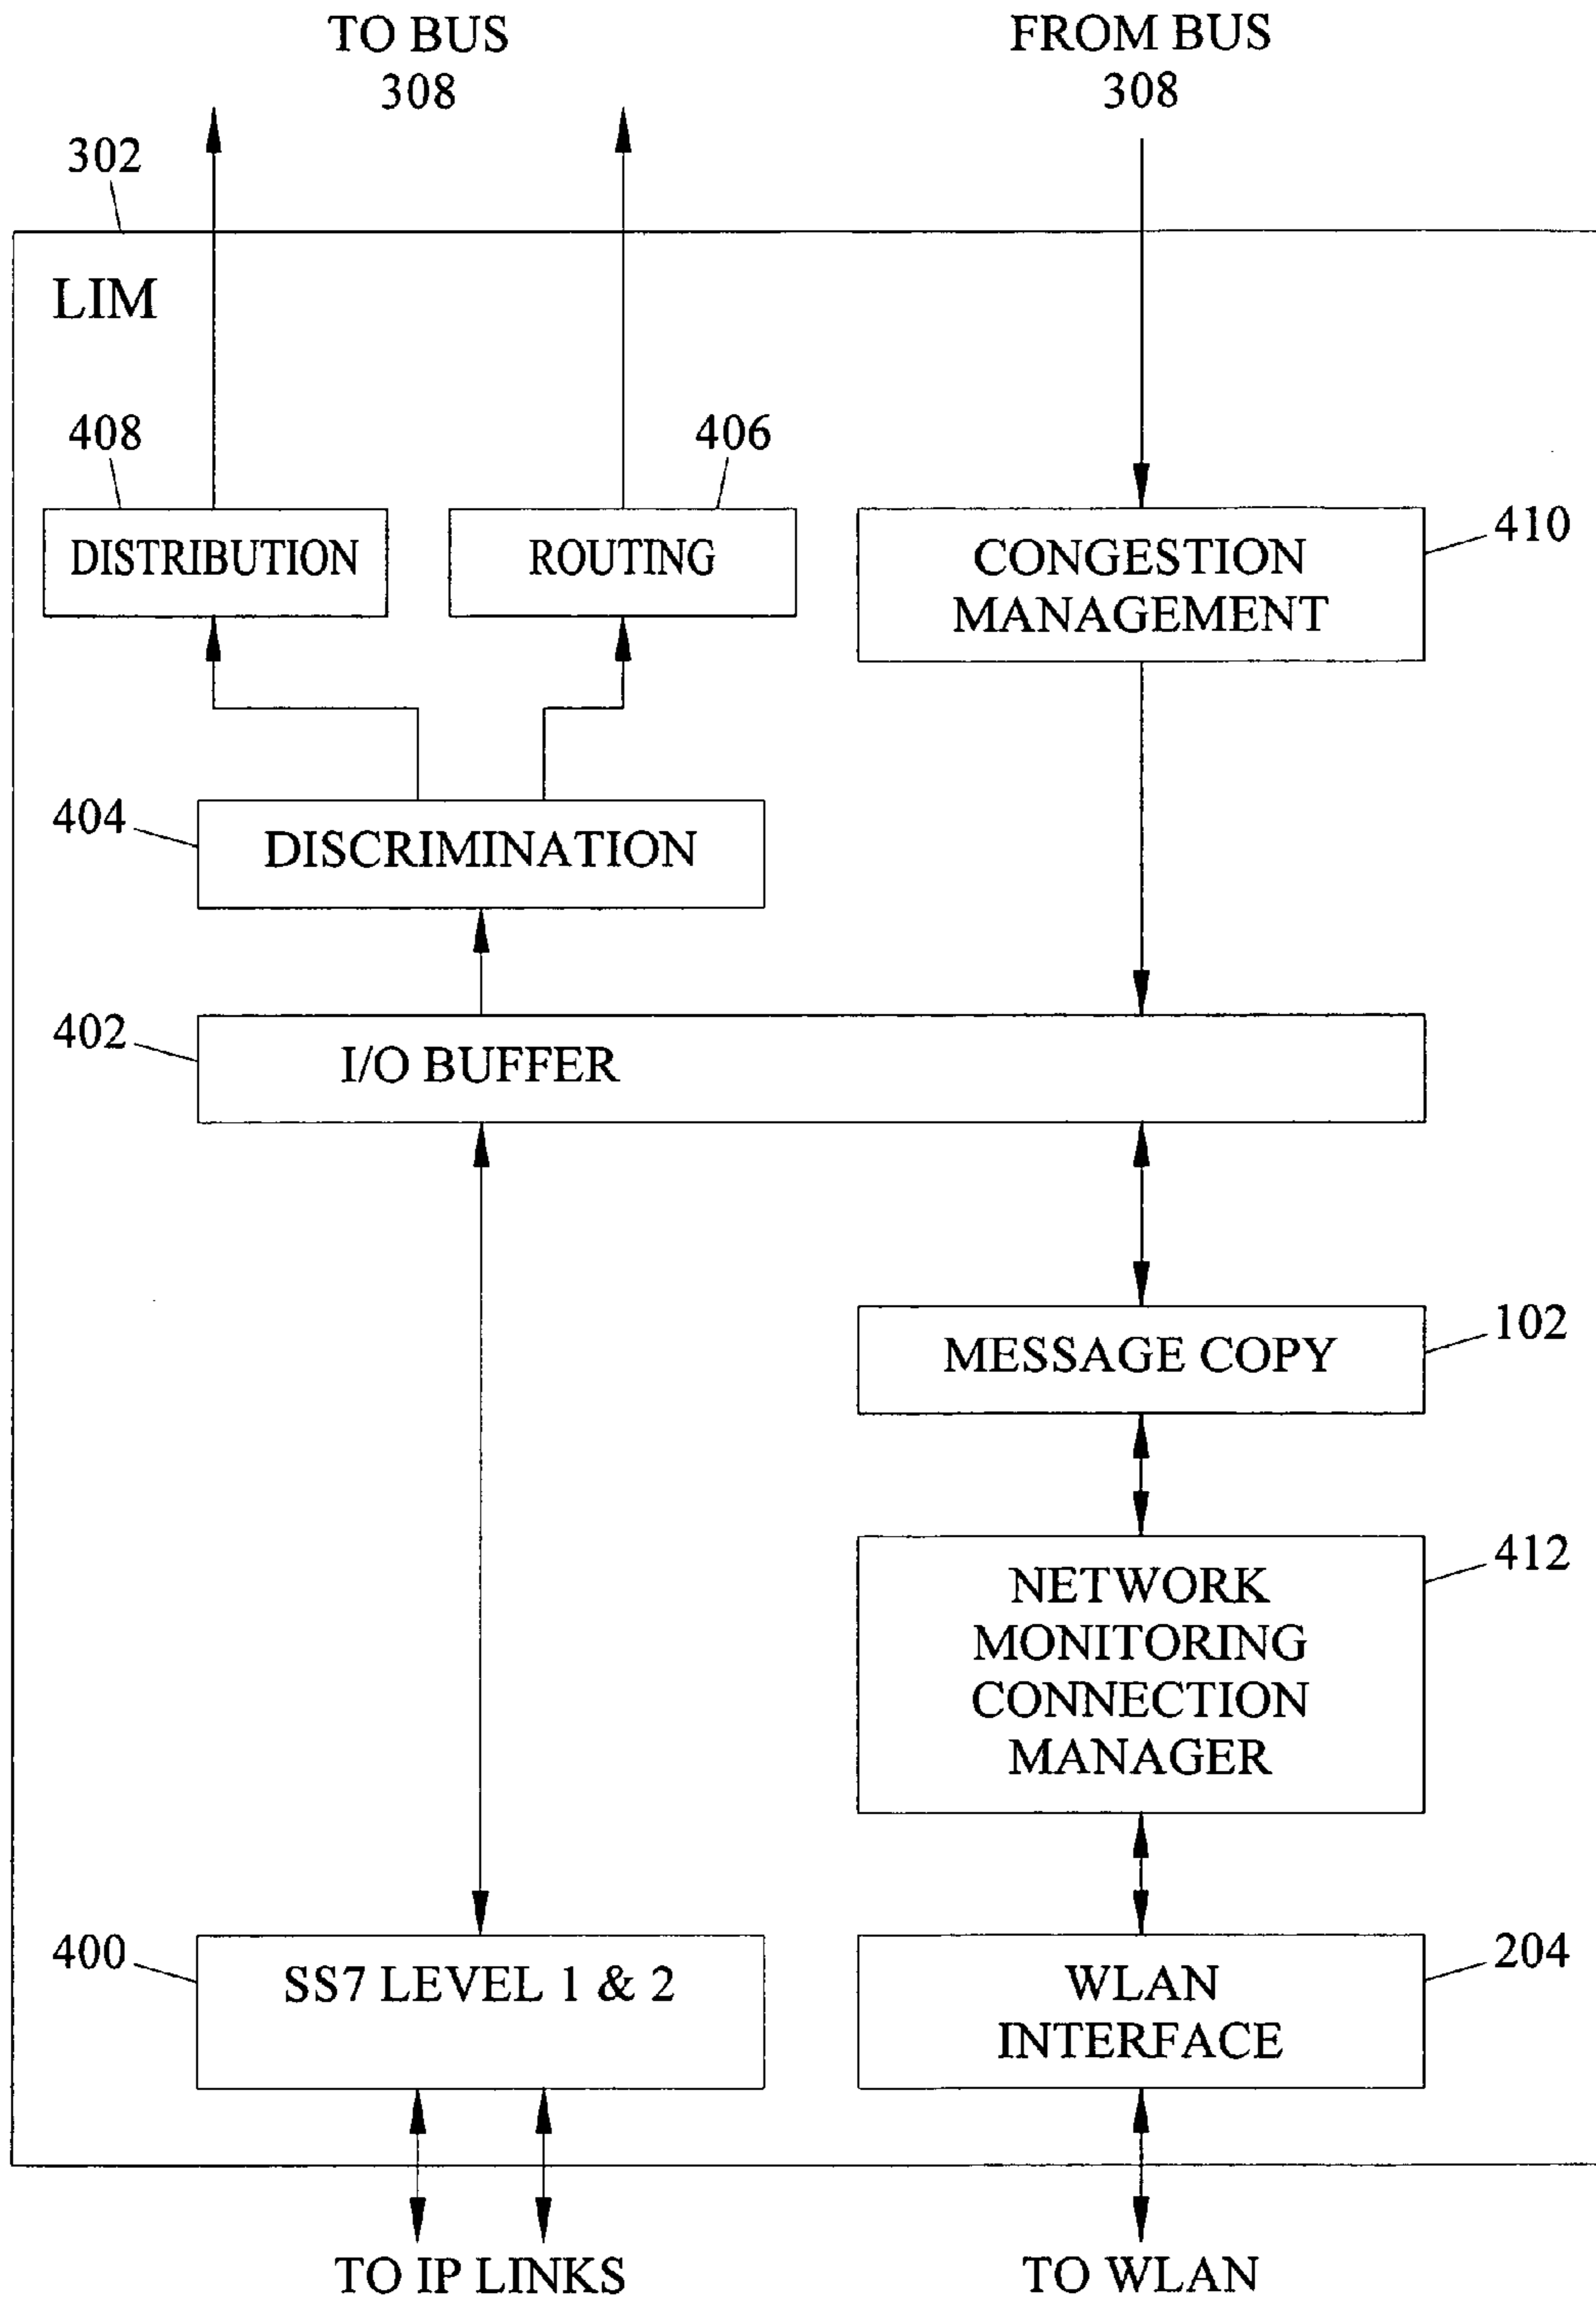 TO BUS
308
FROM BUS
308
302
LIM
408
406
410
DISTRIBUTION
ROUTING
CONGESTION
MANAGEMENT
404
DISCRIMINATION
402
I/O BUFFER
102
MESSAGE COPY
412
NETWORK
MONITORING
CONNECTION
MANAGER
400
SS7 LEVEL 1 & 2
204
WLAN
INTERFACE
TO IP LINKS
TO WLAN